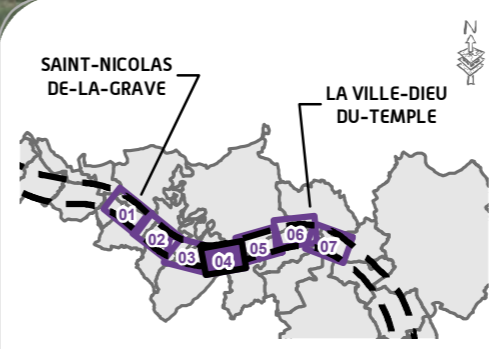 N
SAINT-NICOLAS
DE-LA-GRAVE
LA VILLE-DIEU
DU-TEMPLE
01
02
03
04
05
06
07